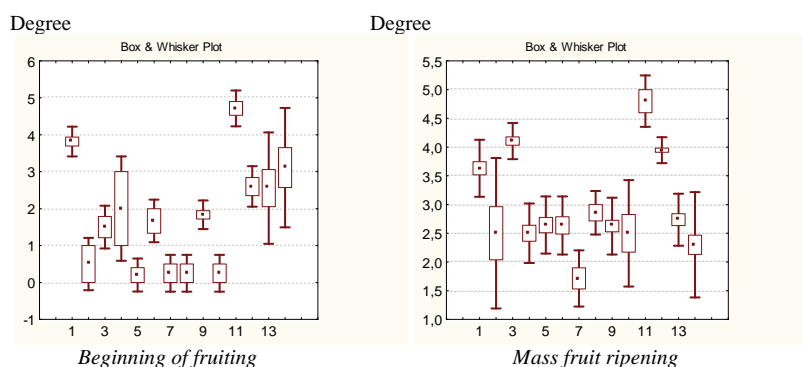 Degree Degree
Box & Whisker Plot Box & Whisker Plot
6 5,5
5 5,0
4 4,5
3 4,0
2 3,5
1 3,0
0 2,5
-1 2,0
1,5
1,0
1 3 5 7 9 11 13 1 3 5 7 9 11 13
Beginning of fruiting Mass fruit ripening